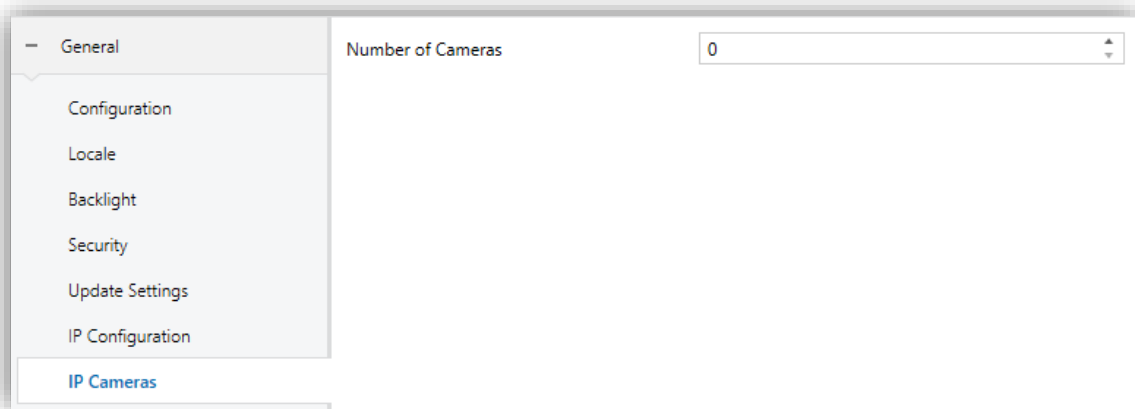 − General
Number of Cameras 0
Configuration
Locale
Backlight
Security
Update Settings
IP Configuration
IP Cameras